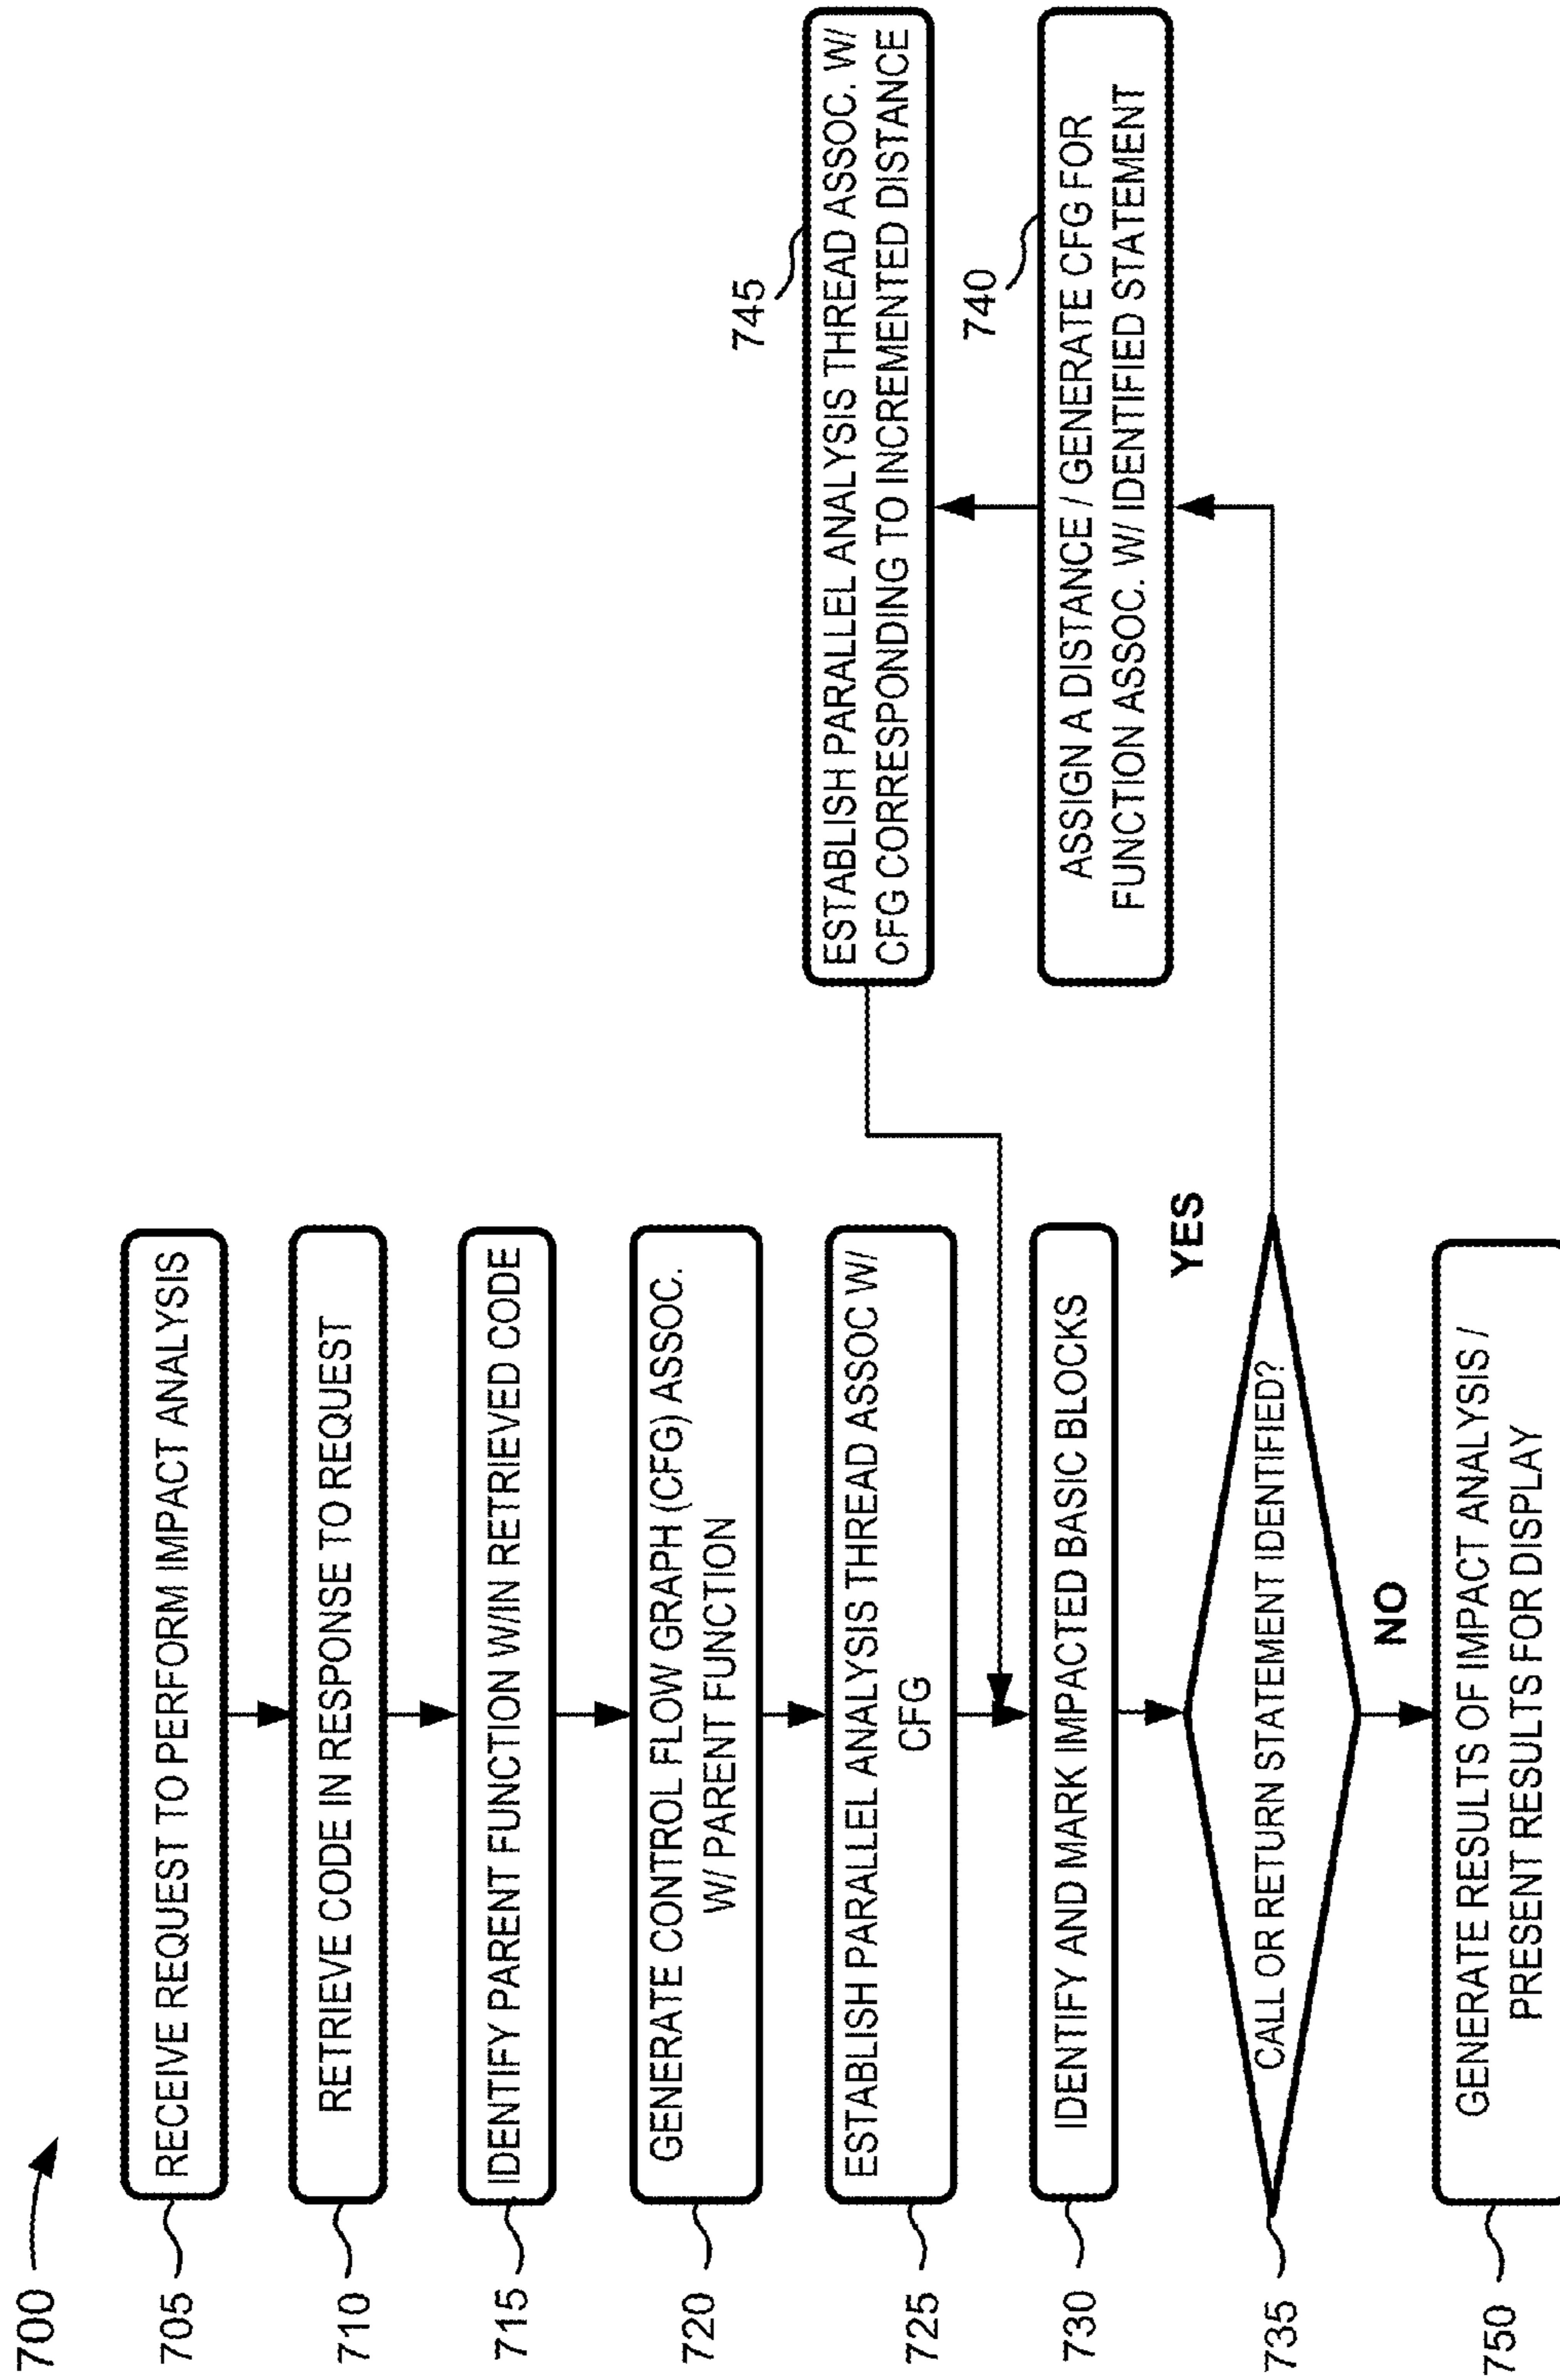 700
705
RECEIVE REQUEST TO PERFORM IMPACT ANALYSIS
710
RETRIEVE CODE IN RESPONSE TO REQUEST
715
IDENTIFY PARENT FUNCTION W/IN RETRIEVED CODE
720
GENERATE CONTROL FLOW GRAPH (CFG) ASSOC.
W/ PARENT FUNCTION
725
ESTABLISH PARALLEL ANALYSIS THREAD ASSOC W/
CFG
730
IDENTIFY AND MARK IMPACTED BASIC BLOCKS
735
CALL OR RETURN STATEMENT IDENTIFIED?
YES
NO
740
ASSIGN A DISTANCE / GENERATE CFG FOR
FUNCTION ASSOC. W/ IDENTIFIED STATEMENT
745
ESTABLISH PARALLEL ANALYSIS THREAD ASSOC. W/
CFG CORRESPONDING TO INCREMENTED DISTANCE
750
GENERATE RESULTS OF IMPACT ANALYSIS /
PRESENT RESULTS FOR DISPLAY